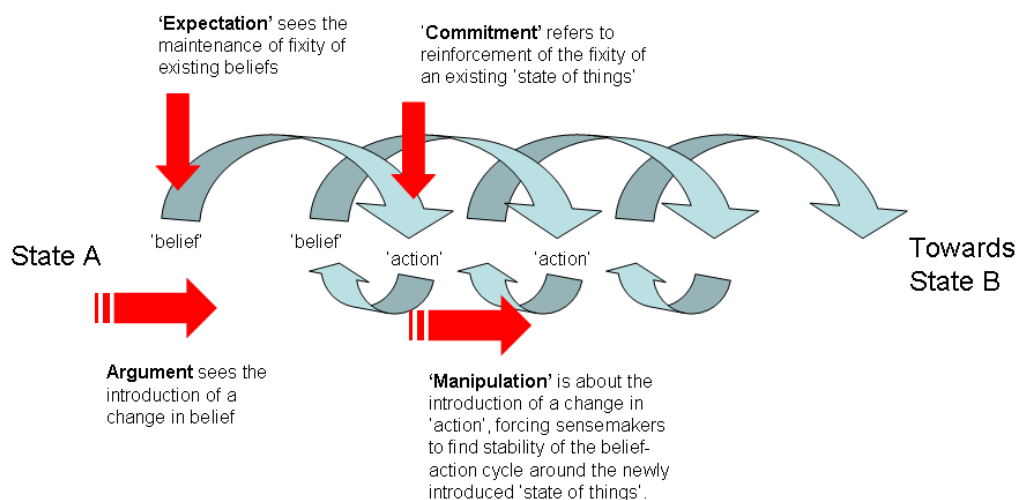 ‘Expectation’ sees the
maintenance of fixity of
existing beliefs
‘Commitment’ refers to
reinforcement of the fixity of
an existing ‘state of things’
State A
‘belief’
‘belief’
‘action’
‘action’
Towards
State B
Argument sees the
introduction of a
change in belief
‘Manipulation’ is about the
introduction of a change in
‘action’, forcing sensemakers
to find stability of the belief-
action cycle around the newly
introduced ‘state of things’.